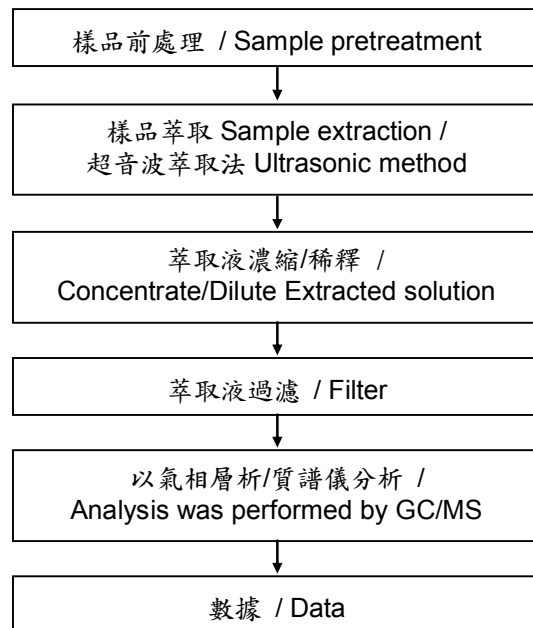 樣品前處理 / Sample pretreatment
樣品萃取 Sample extraction /
超音波萃取法 Ultrasonic method
萃取液濃縮/稀釋 /
Concentrate/Dilute Extracted solution
萃取液過濾 / Filter
以氣相層析/質譜儀分析 /
Analysis was performed by GC/MS
數據 / Data